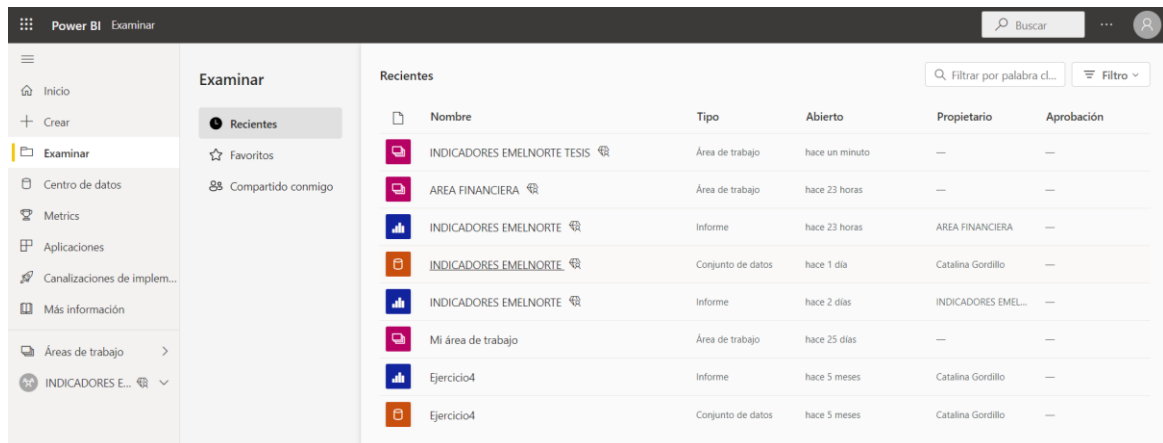 Power BI Examinar
Buscar
Inicio
Crear
Examinar
Centro de datos
Metrics
Aplicaciones
Canalizaciones de implem...
Más información
Áreas de trabajo
INDICADORES E...
Examinar
Recientes
Favoritos
Compartido conmigo
Recientes
Filtrar por palabra cl...
Filtro
Nombre Tipo Abierto Propietario Aprobación
INDICADORES EMELNORTE TESIS Área de trabajo hace un minuto — —
AREA FINANCIERA Área de trabajo hace 23 horas — —
INDICADORES EMELNORTE Informe hace 23 horas AREA FINANCIERA —
INDICADORES EMELNORTE Conjunto de datos hace 1 día Catalina Gordillo —
INDICADORES EMELNORTE Informe hace 2 días INDICADORES EMEL... —
Mi área de trabajo Área de trabajo hace 25 días — —
Ejercicio4 Informe hace 5 meses Catalina Gordillo —
Ejercicio4 Conjunto de datos hace 5 meses Catalina Gordillo —